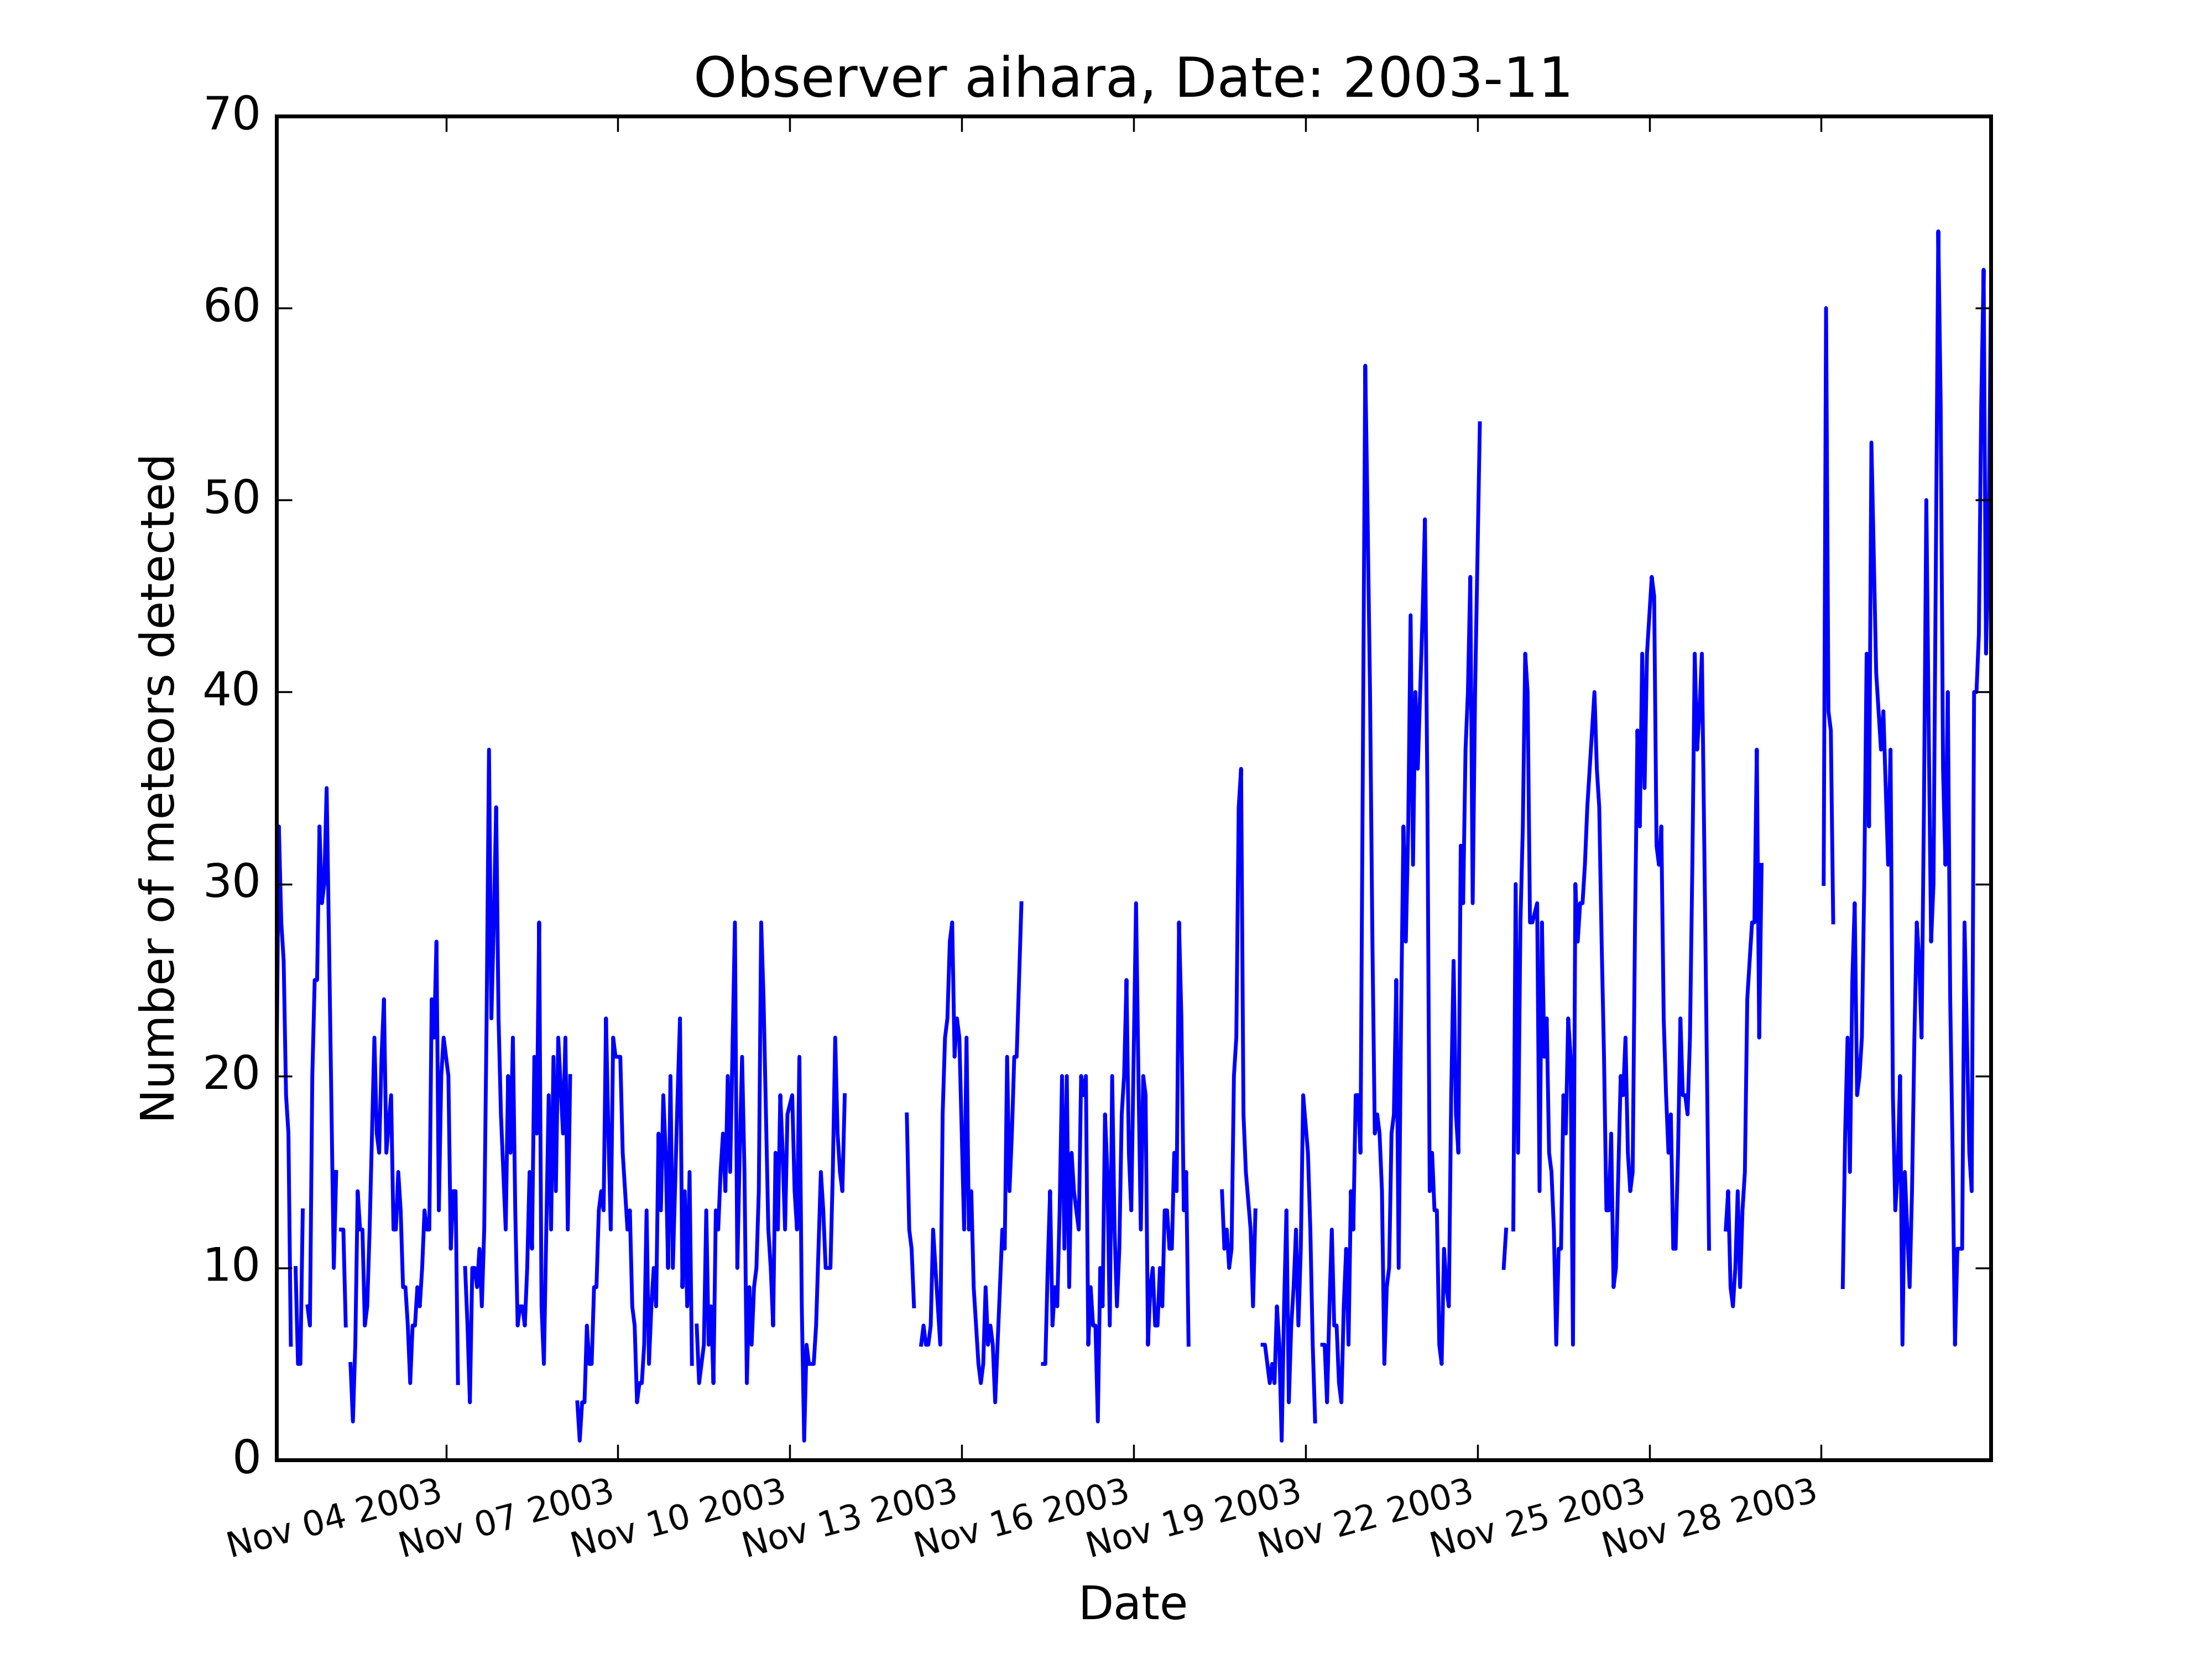 Observer aihara, Date: 2003-11
70
60
50
40
30
20
10
0
Number of meteors detected
Nov 04 2003
Nov 07 2003
Nov 10 2003
Nov 13 2003
Nov 16 2003
Nov 19 2003
Nov 22 2003
Nov 25 2003
Nov 28 2003
Date